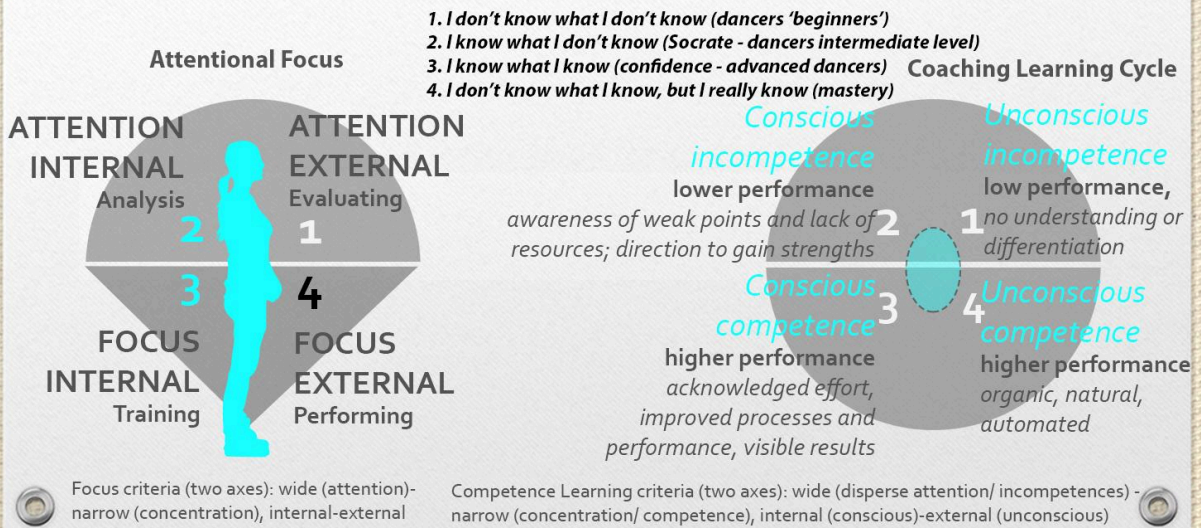 1. I don't know what I don't know (dancers 'beginners')
2. I know what I don't know (Socrate - dancers intermediate level)
3. I know what I know (confidence - advanced dancers)
4. I don't know what I know, but I really know (mastery)
Attentional Focus
ATTENTION
INTERNAL
Analysis
2
ATTENTION
EXTERNAL
Evaluating
1
3
FOCUS
INTERNAL
Training
4
FOCUS
EXTERNAL
Performing
Focus criteria (two axes): wide (attention)-
narrow (concentration), internal-external
Coaching Learning Cycle
Conscious
incompetence
lower performance
awareness of weak points and lack of
resources; direction to gain strengths
2
Unconscious
incompetence
low performance,
no understanding or
differentiation
1
Conscious
competence
higher performance
acknowledged effort,
improved processes and
performance, visible results
3
4
Unconscious
competence
higher performance
organic, natural,
automated
Competence Learning criteria (two axes): wide (disperse attention/ incompetences) -
narrow (concentration/ competence), internal (conscious)-external (unconscious)